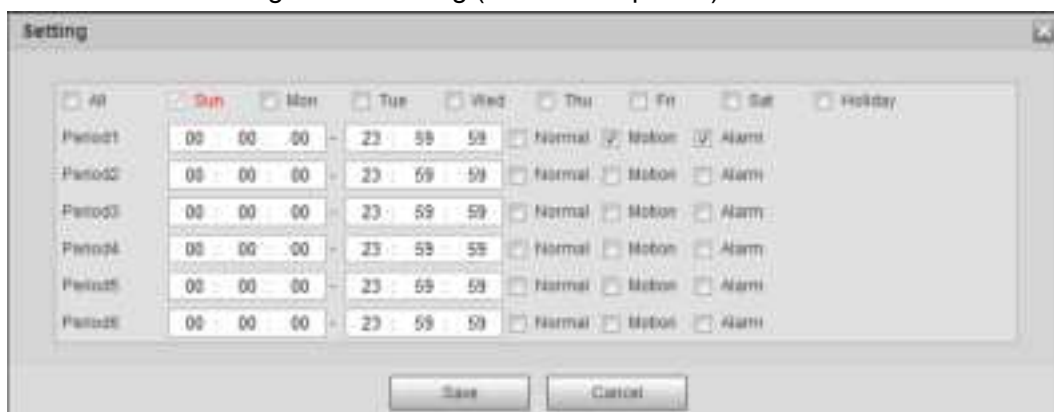 Setting
All Sun Mon Tue Wed Thu Fri Sat Holiday
Period1 00 : 00 : 00 - 23 : 59 : 59 Normal Motion Alarm
Period2 00 : 00 : 00 - 23 : 59 : 59 Normal Motion Alarm
Period3 00 : 00 : 00 - 23 : 59 : 59 Normal Motion Alarm
Period4 00 : 00 : 00 - 23 : 59 : 59 Normal Motion Alarm
Period5 00 : 00 : 00 - 23 : 59 : 59 Normal Motion Alarm
Period6 00 : 00 : 00 - 23 : 59 : 59 Normal Motion Alarm
Save Cancel